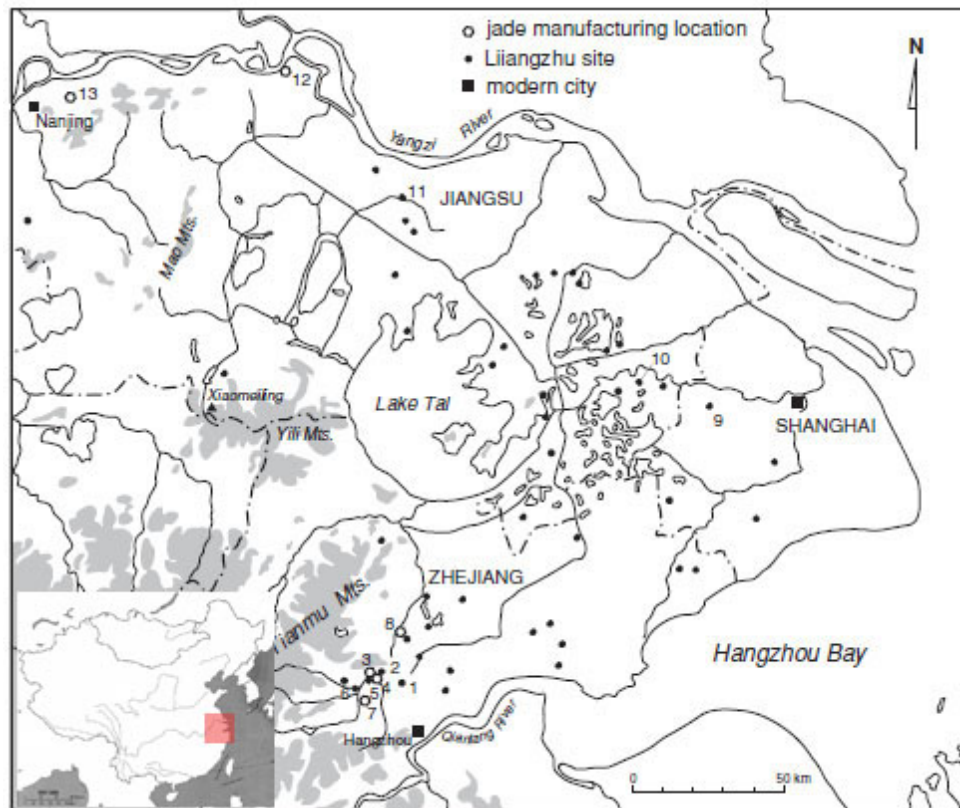 jade manufacturing location
Liiangzhu site
modern city
N
12
13
Nanjing
Yangzi River
11
JIANGSU
Mao Mts.
10
Xiaomeiling
Lake Tal
9
SHANGHAI
Yili Mts.
ZHEJIANG
Tianmu Mts.
8
4
3
2
Hangzhou Bay
6
5
4
1
7
Hangzhou
Qiantang River
0
50 km